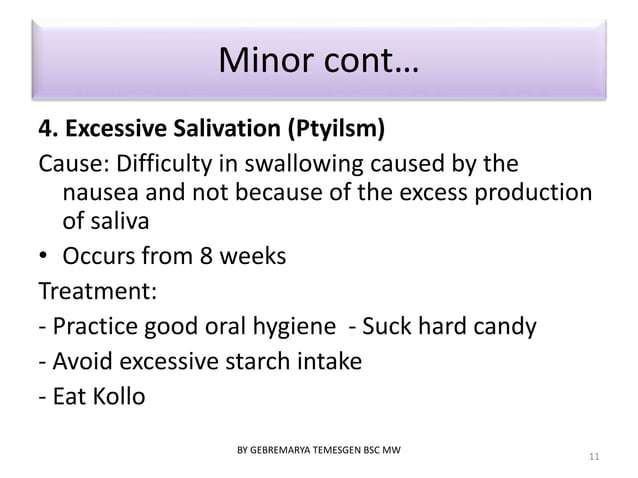 Minor cont…
4. Excessive Salivation (Ptyilsm)
Cause: Difficulty in swallowing caused by the
nausea and not because of the excess production
of saliva
• Occurs from 8 weeks
Treatment:
- Practice good oral hygiene - Suck hard candy
- Avoid excessive starch intake
- Eat Kollo
BY GEBREMARYA TEMESGEN BSC MW
11